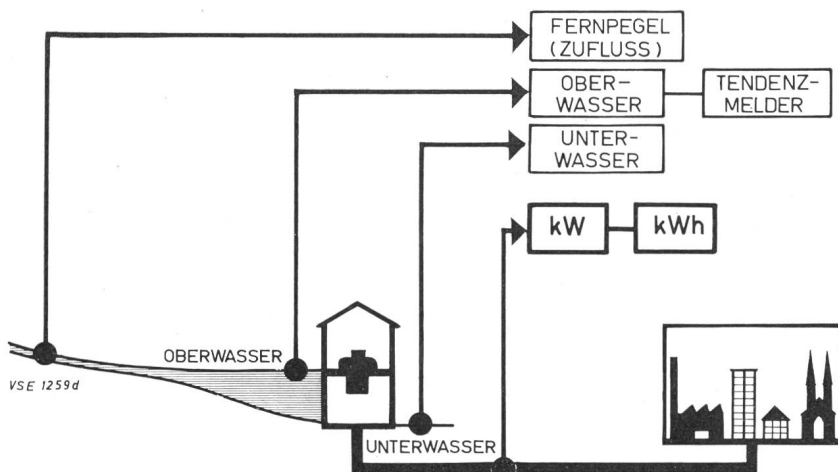 FERNPEGEL
(ZUFLUSS)
OBER-
WASSER
TENDENZ-
MELDER
UNTER-
WASSER
kW
kWh
OBERWASSER
VSE 1259d
UNTERWASSER